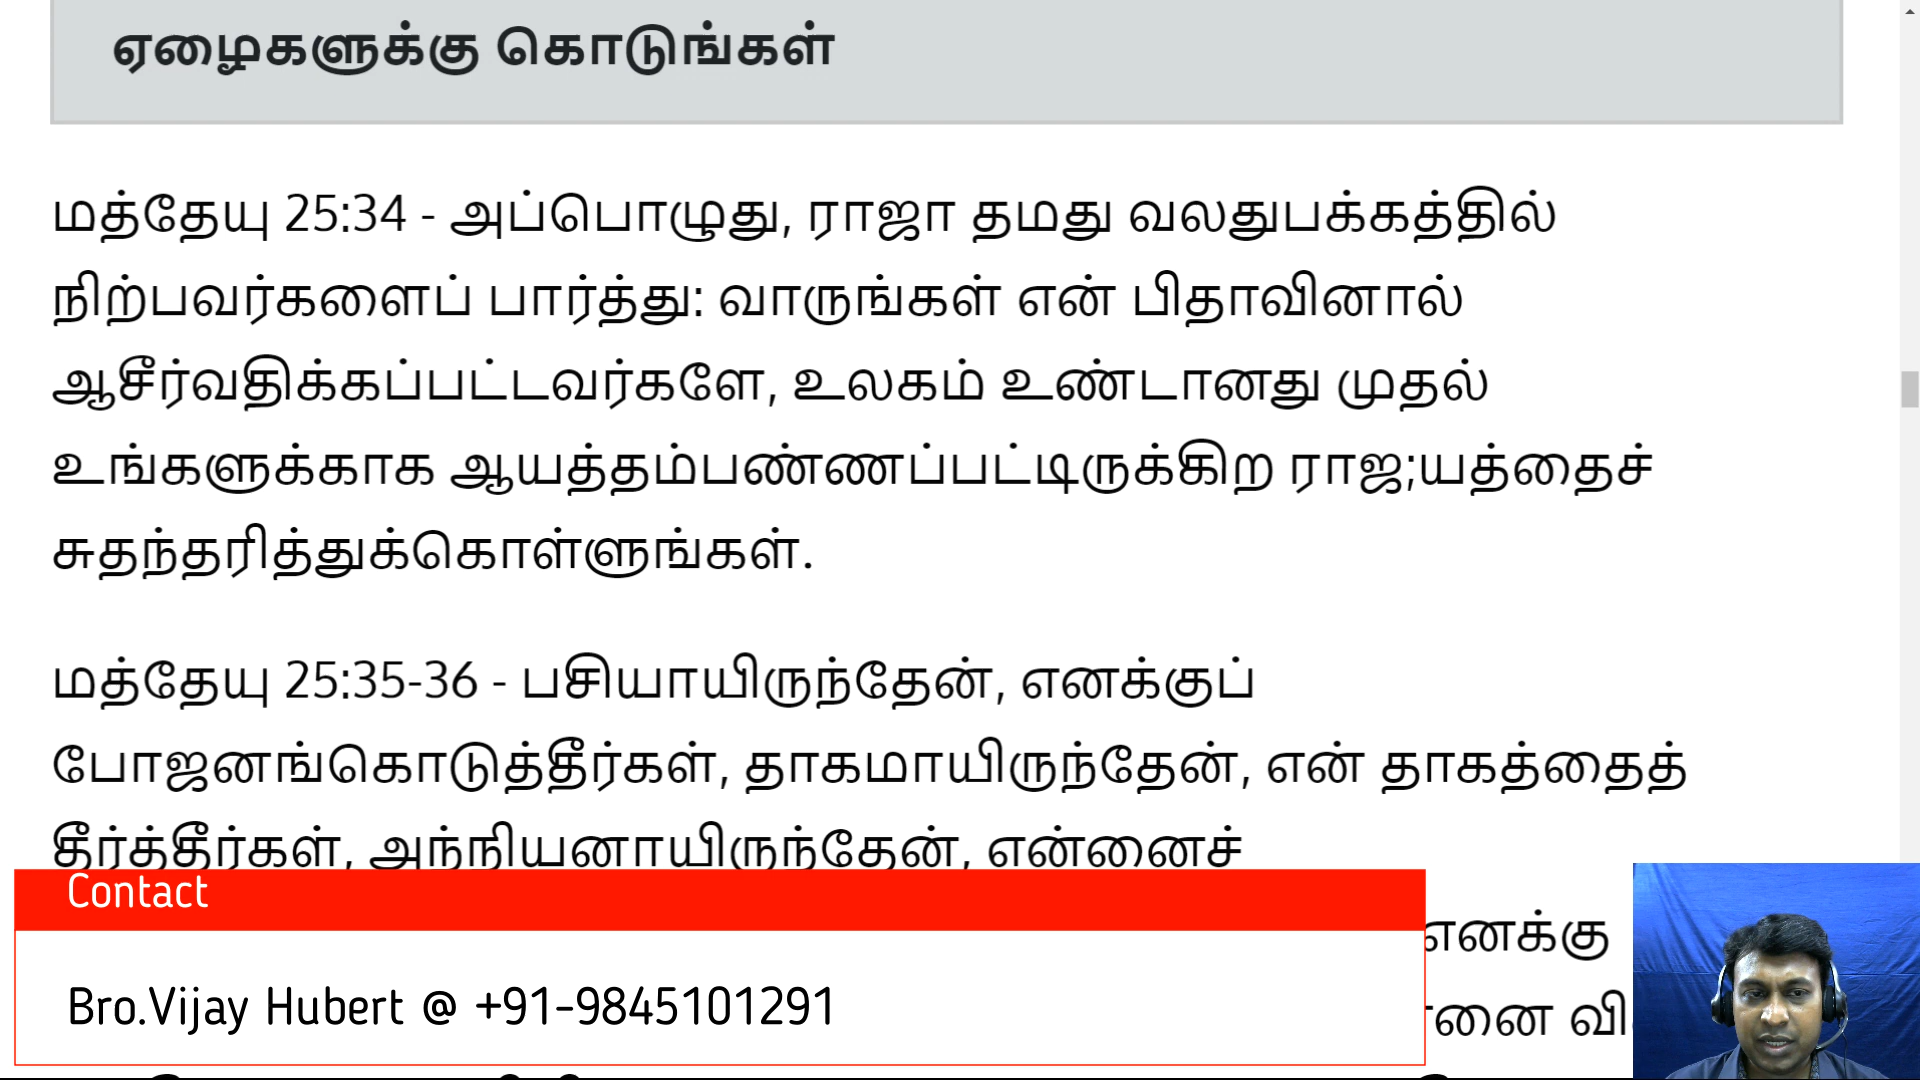 ஏழைகளுக்கு கொடுங்கள்
மத்தேயு 25:34 - அப்பொழுது, ராஜா தமது வலதுபக்கத்தில்
நிற்பவர்களைப் பார்த்து: வாருங்கள் என் பிதாவினால்
ஆசீர்வதிக்கப்பட்டவர்களே, உலகம் உண்டானது முதல்
உங்களுக்காக ஆயத்தம்பண்ணப்பட்டிருக்கிற ராஜ;யத்தைச்
சுதந்தரித்துக்கொள்ளுங்கள்.
மத்தேயு 25:35-36 - பசியாயிருந்தேன், எனக்குப்
போஜனங்கொடுத்தீர்கள், தாகமாயிருந்தேன், என் தாகத்தைத்
தீர்த்தீர்கள், அந்நியனாயிருந்தேன், என்னைச்
எனக்கு
Contact
Bro.Vijay Hubert @ +91-9845101291